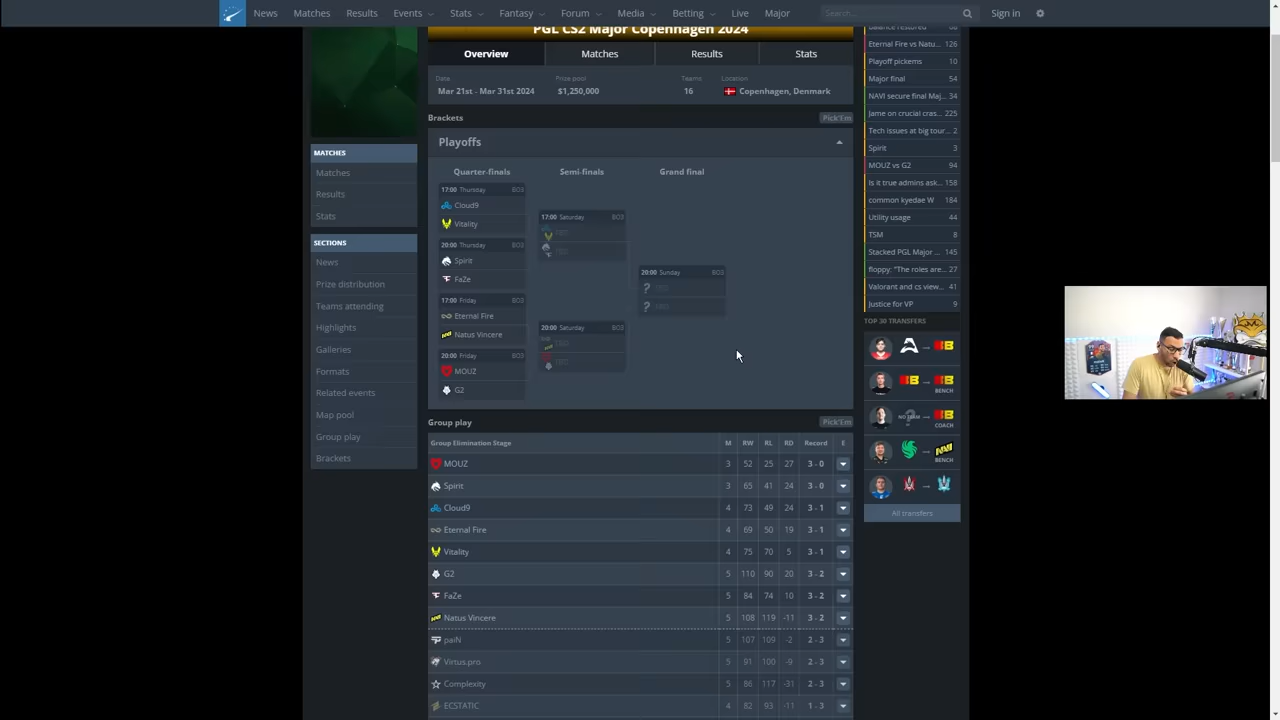 News Matches Results Events Stats Fantasy Forum Media Betting Live Major Search... Sign in
PGL CS2 Major Copenhagen 2024
Overview Matches Results Stats
Date Prize pool Teams Location
Mar 21st - Mar 31st 2024 $1,250,000 16 Copenhagen, Denmark
Brackets Pick'Em
Playoffs
Quarter-finals Semi-finals Grand final
17:00 Thursday BO3
Cloud9
Vitality
20:00 Thursday BO3
Spirit
FaZe
17:00 Friday BO3
Eternal Fire
Natus Vincere
20:00 Friday BO3
MOUZ
G2
17:00 Saturday BO3
20:00 Saturday BO3
20:00 Sunday BO3
?
?
Group play Pick'Em
Group Elimination Stage M RW RL RD Record E
MOUZ 3 52 25 27 3 - 0
Spirit 3 65 41 24 3 - 0
Cloud9 4 73 49 24 3 - 1
Eternal Fire 4 69 50 19 3 - 1
Vitality 4 75 70 5 3 - 1
G2 5 110 90 20 3 - 2
FaZe 5 84 74 10 3 - 2
Natus Vincere 5 108 119 -11 3 - 2
paiN 5 107 109 -2 2 - 3
Virtus.pro 5 91 100 -9 2 - 3
Complexity 5 86 117 -31 2 - 3
ECSTATIC 4 82 93 -11 1 - 3
MATCHES
Matches
Results
Stats
SECTIONS
News
Prize distribution
Teams attending
Highlights
Galleries
Formats
Related events
Map pool
Group play
Brackets
Balance restored
Eternal Fire vs Natu... 126
Playoff pickems 10
Major final 54
NAVI secure final Maj... 34
Jame on crucial cras... 225
Tech issues at big tour... 2
Spirit 3
MOUZ vs G2 94
Is it true admins ask... 158
common kyedae W 184
Utility usage 44
TSM 8
Stacked PGL Major ... 145
floppy: "The roles are... 27
Valorant and cs view... 41
Justice for VP 9
TOP 30 TRANSFERS
BENCH
NO TEAM
COACH
BENCH
All transfers